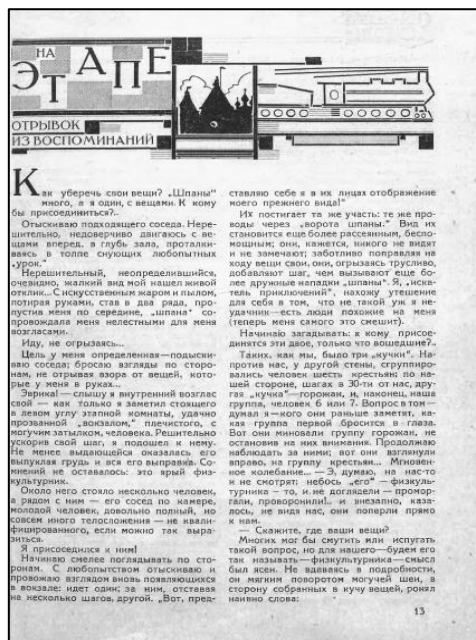 НА
ЭТАПЕ
ОТРЫВОК
ИЗ ВОСПОМИНАНИЙ
Как уберечь свои вещи? „Шпаны"
много, а я один, с вещами. К кому
бы присоединиться?..
Отыскиваю подходящего соседа. Нере-
шительно, недоверчиво двигаюсь с ве-
щами вперед, в глубь зала, проталки-
ваясь в толпе снующих любопытных
„урок."
Нерешительный, неопределившийся,
очевидно, жалкий вид мой нашел живой
отклик... С искусственным жаром и пылом,
потирая руками, став в два ряда, про-
пустив меня по середине, „шпана" со-
провождала меня нелестными для меня
возгласами.
Иду, не огрызаясь...
Цель у меня определенная—подыски-
ваю соседа; бросаю взгляды по сторо-
нам, не отрывая взора от вещей, кото-
рые у меня в руках...
Эврика!—слышу я внутренний возглас
свой — как только я заметил стоящего
в левом углу этапной комнаты, удачно
прозванной „вокзалом," плечистого, с
могучим затылком, человека. Решительно
ускорив свой шаг, я подошел к нему.
Не менее выдающейся оказалась его
выпуклая грудь и вся его выправка. Со-
мнений не оставалось: это ярый физ-
культурник.
Около него стояло несколько человек,
а рядом с ним — его сосед по камере,
молодой человек, довольно полный, но
совсем иного телосложения — не квали-
фицированного, если можно так выра-
зиться.
Я присоединился к ним!
Начинаю смелее поглядывать по сто-
ронам. С любопытством отыскиваю и
провожаю взглядом вновь появляющихся
в вокзале: идет один; за ним, отставая
на несколько шагов, другой. „Вот, пред-
ставляю себе я в их лицах отображение
моего прежнего вида!"
Их постигает та же участь: те же про-
воды через „ворота шпаны." Вид их
становится еще более рассеянным, беспо-
мощным; они, кажется, никого не видят
и не замечают; заботливо поправляя на
ходу вещи свои, они, огрызаясь трусливо,
добавляют шаг, чем вызывают еще бо-
лее дружные нападки „шпаны". Я, „иска-
тель приключений", нахожу утешение
для себя в том, что не такой уж я не-
удачник—есть люди похожие на меня
(теперь меня самого это смешит).
Начинаю загадывать: к кому присое-
динятся эти двое, только что вошедшие?..
Таких, как мы, было три „кучки". На-
против нас, у другой стены, сгруппиро-
вались человек шесть крестьян; по на-
шей стороне, шагах в 30-ти от нас, дру-
гая „кучка"—горожан, и, наконец, наша
группа, человек 6 или 7. Вопрос в том—
думал я—кого они раньше заметят, ка-
кая группа первой бросится в глаза.
Вот они миновали группу горожан, не
остановив на них внимания. Продолжаю
наблюдать за ними; вот они взглянули
вправо, на группу крестьян... Мгновен-
ное колебание... — Э, думаю, на нас-то
и не смотрят; небось „его" — физкуль-
турника – то, и не доглядели — промор-
гали, проворонили!.. и внезапно, каза-
лось, не видя нас, они поперли прямо
к нам.
— Скажите, где ваши вещи?
Многих мог бы смутить или испугать
такой вопрос, но для нашего—будем его
так называть—физкультурника — смысл
был ясен. Не вдаваясь в подробности,
он мягким поворотом могучей шеи, в
сторону собранных в кучу вещей, ронял
наивно слова:
13